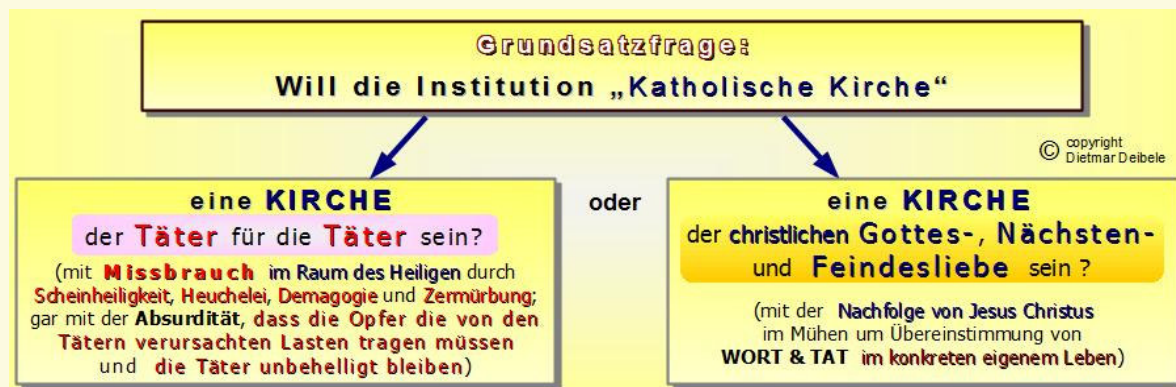 Grundsatzfrage:
Will die Institution „Katholische Kirche“
© copyright
Dietmar Deibele
eine KIRCHE
der Täter für die Täter sein?
(mit Missbrauch im Raum des Heiligen durch
Scheinheiligkeit, Heuchelei, Demagogie und Zermürbung;
gar mit der Absurdität, dass die Opfer die von den
Tätern verursachten Lasten tragen müssen
und die Täter unbehelligt bleiben)
oder
eine KIRCHE
der christlichen Gottes-, Nächsten-
und Feindesliebe sein ?
(mit der Nachfolge von Jesus Christus
im Mühen um Übereinstimmung von
WORT & TAT im konkreten eigenem Leben)